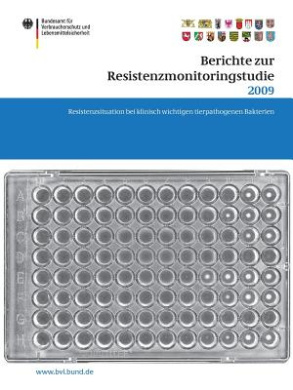 Bundesamt für
Verbraucherschutz und
Lebensmittelsicherheit
Berichte zur
Resistenzmonitoringstudie
2009
Resistenzsituation bei klinisch wichtigen tierpathogenen Bakterien
A
B
C
D
E
F
G
H
www.bvl.bund.de